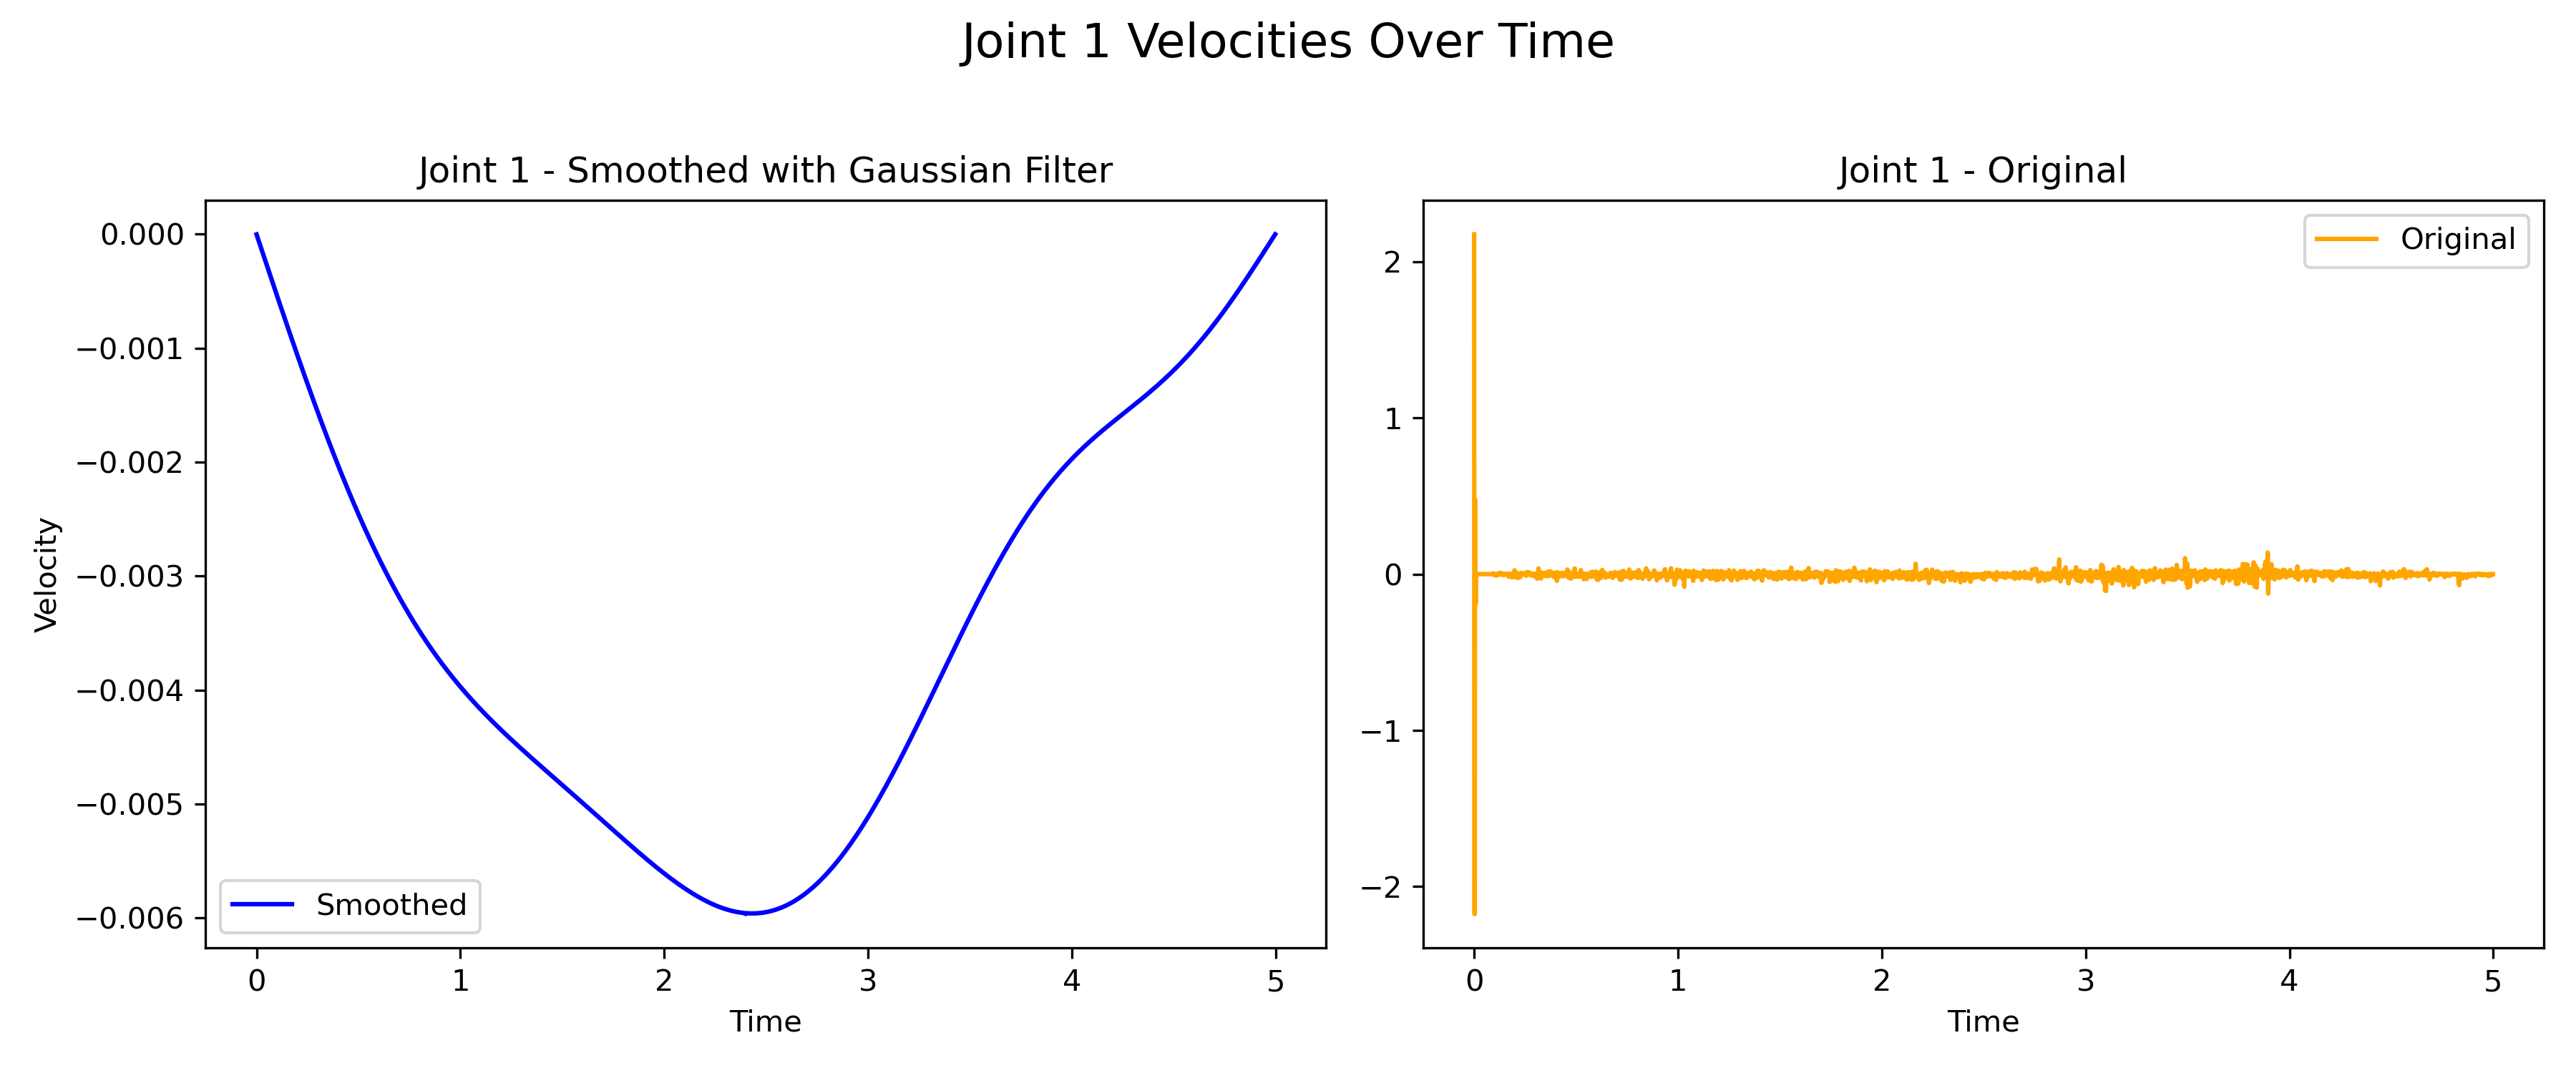 Joint 1 Velocities Over Time
Joint 1 - Smoothed with Gaussian Filter
0.000
−0.001
−0.002
−0.003
−0.004
−0.005
−0.006
Velocity
Smoothed
0 1 2 3 4 5
Time
Joint 1 - Original
Original
2
1
0
−1
−2
0 1 2 3 4 5
Time